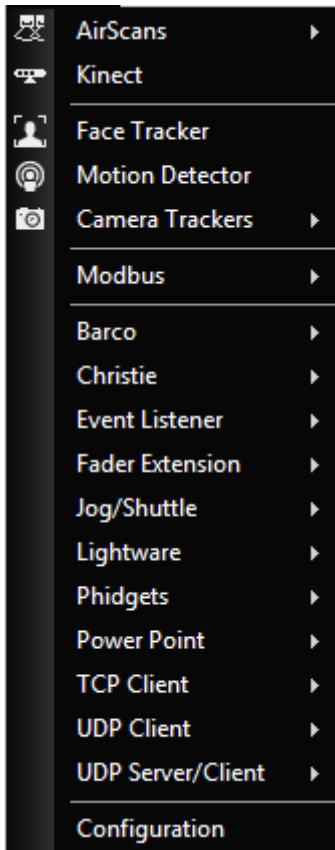 AirScans
Kinect
Face Tracker
Motion Detector
Camera Trackers
Modbus
Barco
Christie
Event Listener
Fader Extension
Jog/Shuttle
Lightware
Phidgets
Power Point
TCP Client
UDP Client
UDP Server/Client
Configuration